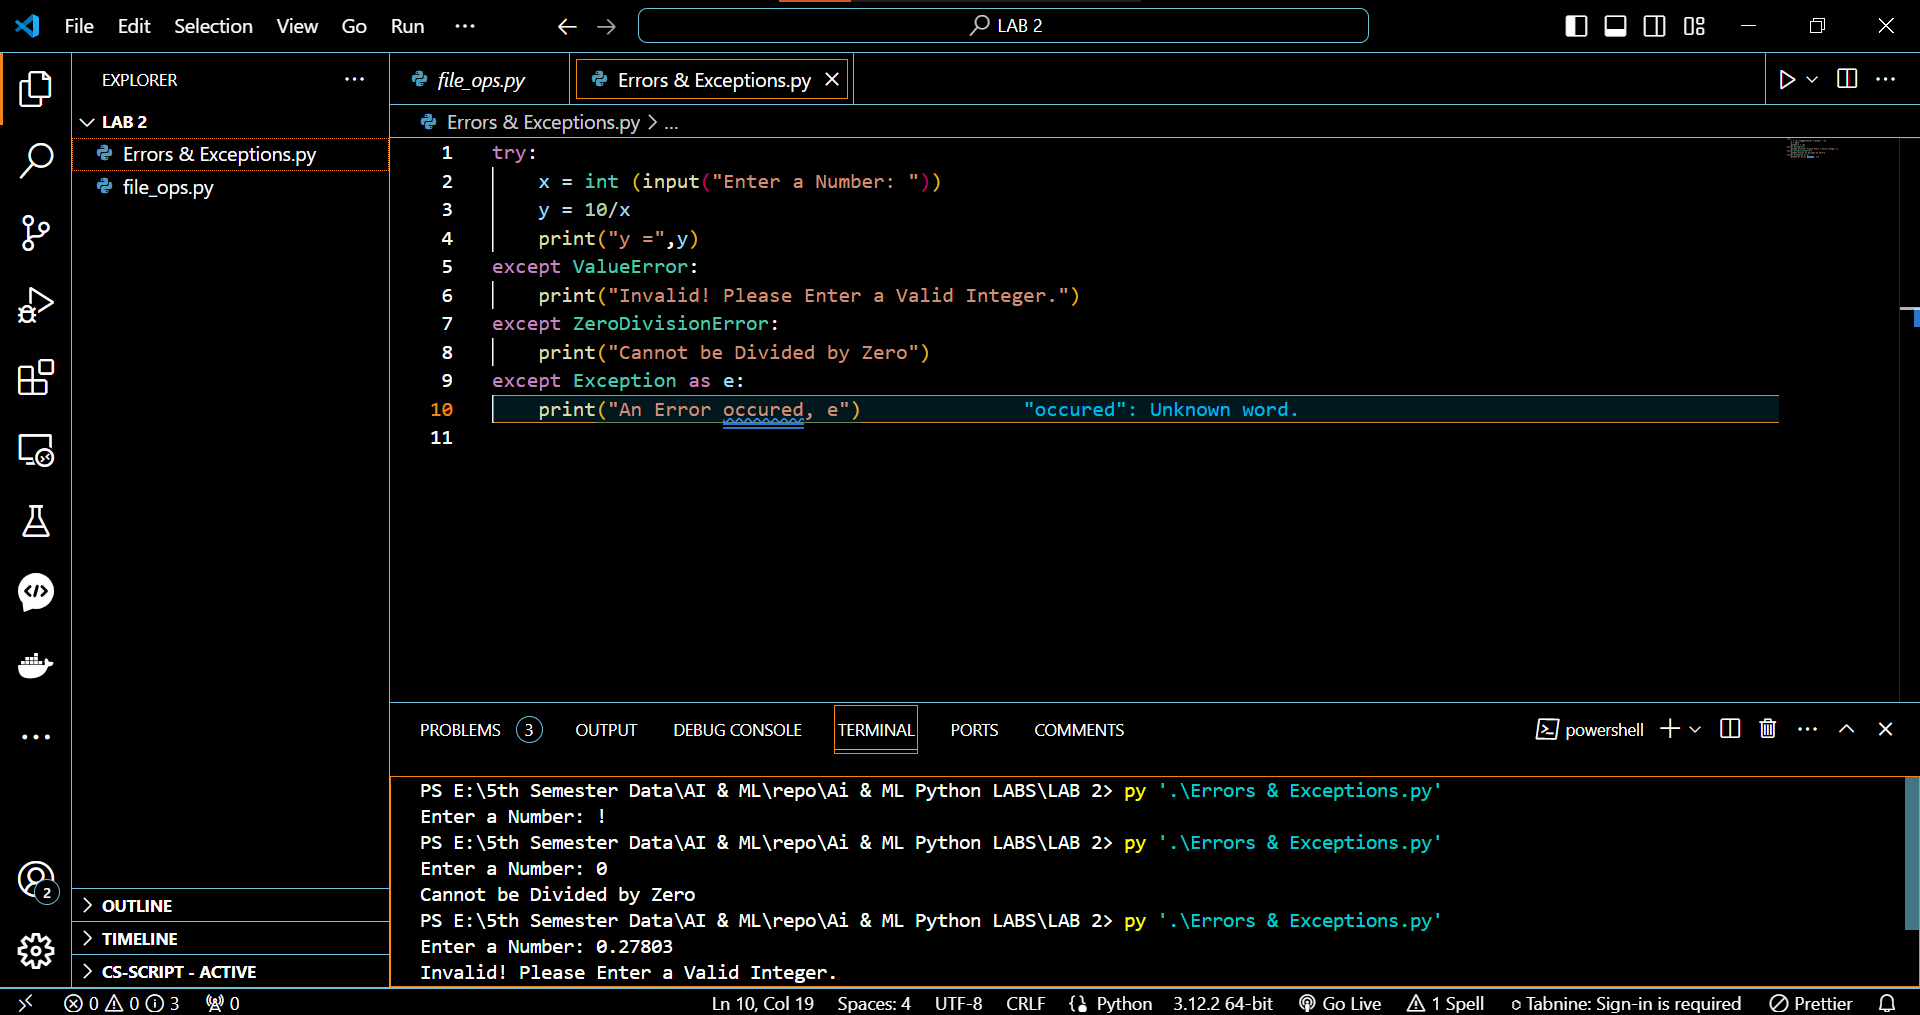 File Edit Selection View Go Run ··· LAB 2
EXPLORER ···
LAB 2
Errors & Exceptions.py
file_ops.py
OUTLINE
TIMELINE
CS-SCRIPT - ACTIVE
2
file_ops.py Errors & Exceptions.py
Errors & Exceptions.py > ...
1 try:
2 x = int (input("Enter a Number: "))
3 y = 10/x
4 print("y =",y)
5 except ValueError:
6 print("Invalid! Please Enter a Valid Integer.")
7 except ZeroDivisionError:
8 print("Cannot be Divided by Zero")
9 except Exception as e:
10 print("An Error occured, e") "occured": Unknown word.
11
PROBLEMS 3 OUTPUT DEBUG CONSOLE TERMINAL PORTS COMMENTS powershell
PS E:\5th Semester Data\AI & ML\repo\Ai & ML Python LABS\LAB 2> py '.\Errors & Exceptions.py'
Enter a Number: !
PS E:\5th Semester Data\AI & ML\repo\Ai & ML Python LABS\LAB 2> py '.\Errors & Exceptions.py'
Enter a Number: 0
Cannot be Divided by Zero
PS E:\5th Semester Data\AI & ML\repo\Ai & ML Python LABS\LAB 2> py '.\Errors & Exceptions.py'
Enter a Number: 0.27803
Invalid! Please Enter a Valid Integer.
0 0 3 0 Ln 10, Col 19 Spaces: 4 UTF-8 CRLF Python 3.12.2 64-bit Go Live 1 Spell Tabnine: Sign-in is required Prettier